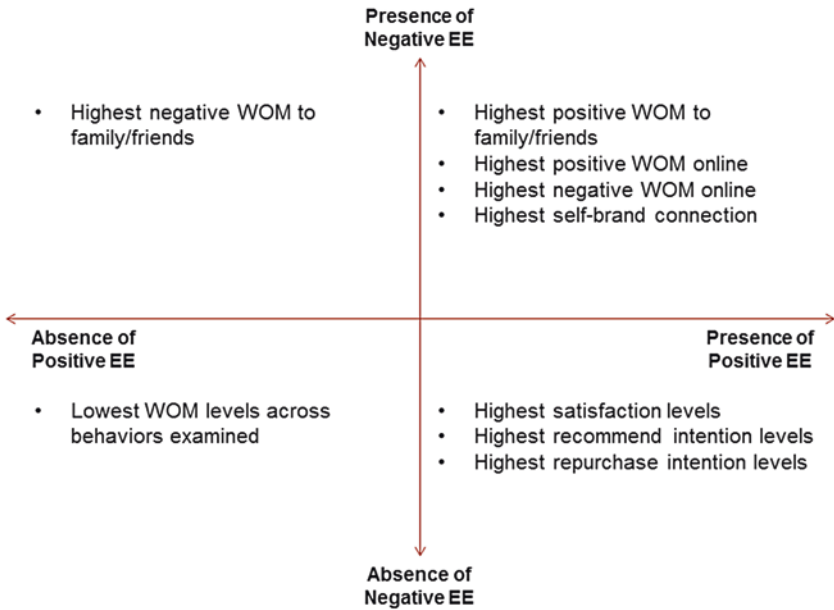 Presence of
Negative EE
• Highest negative WOM to
family/friends
• Highest positive WOM to
family/friends
• Highest positive WOM online
• Highest negative WOM online
• Highest self-brand connection
Absence of
Positive EE
Presence of
Positive EE
• Lowest WOM levels across
behaviors examined
• Highest satisfaction levels
• Highest recommend intention levels
• Highest repurchase intention levels
Absence of
Negative EE